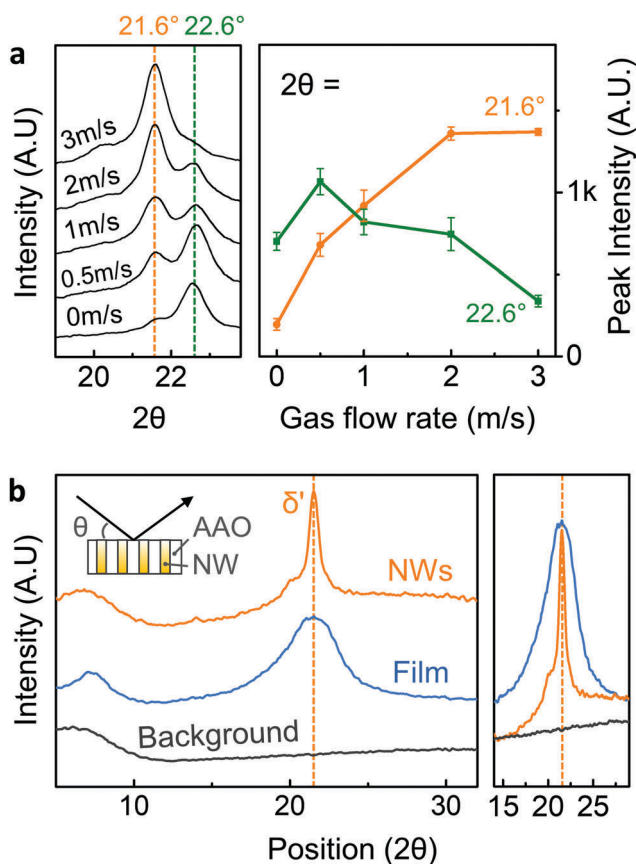 a
21.6° 22.6°
3m/s
2m/s
1m/s
0.5m/s
0m/s
Intensity (A.U)
20 22
2θ
2θ =
21.6°
22.6°
1k
0
Peak Intensity (A.U.)
0 1 2 3
Gas flow rate (m/s)
b
θ
AAO
NW
δ'
NWs
Film
Background
Intensity (A.U)
10 20 30
15 20 25
Position (2θ)